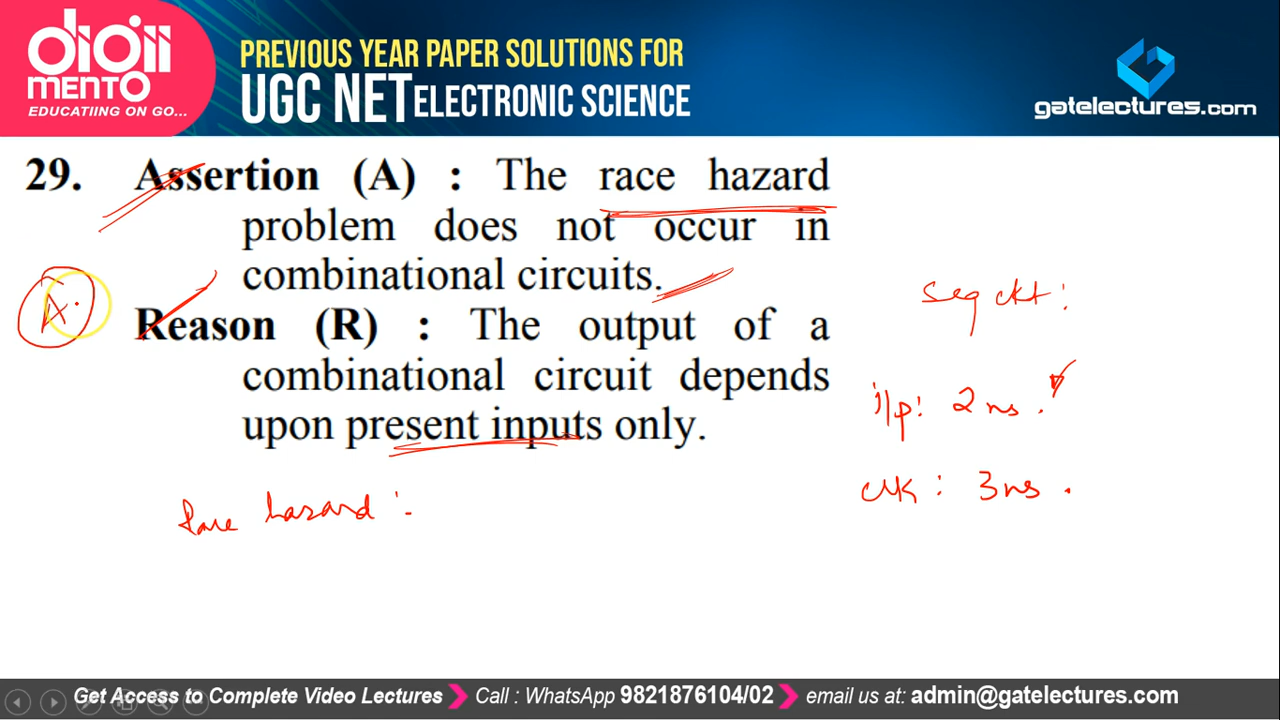 dioii
MENTO
EDUCATIING ON GO...
PREVIOUS YEAR PAPER SOLUTIONS FOR
UGC NET ELECTRONIC SCIENCE
gatelectures.com
29. Assertion (A) : The race hazard
problem does not occur in
combinational circuits.
A.
Reason (R) : The output of a
combinational circuit depends
upon present inputs only.
Seq ckt :
i/p : 2 ns .
clk : 3 ns .
hazard :
Get Access to Complete Video Lectures Call : WhatsApp 9821876104/02 email us at: admin@gatelectures.com